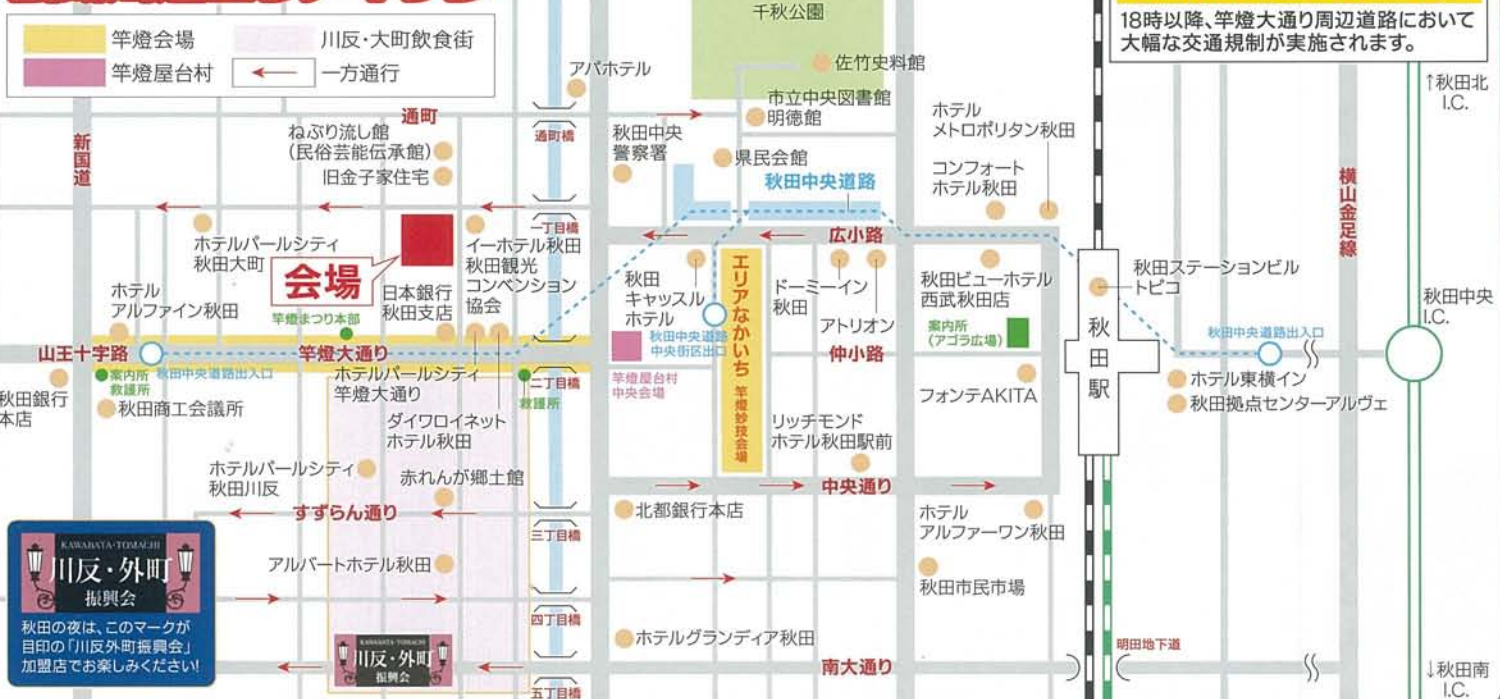 竿燈会場
川反・大町飲食街
竿燈屋台村
一方通行
千秋公園
18時以降、竿燈大通り周辺道路において
大幅な交通規制が実施されます。
アパホテル
佐竹史料館
市立中央図書館
明徳館
通町
通町橋
新国道
ねぶり流し館
(民俗芸能伝承館)
旧金子家住宅
秋田中央
警察署
県民会館
秋田中央道路
ホテル
メトロポリタン秋田
コンフォート
ホテル秋田
↑秋田北
I.C.
横山金足線
一丁目橋
広小路
ホテルパールシティ
秋田大町
会場
イーホテル秋田
秋田観光
コンベンション
協会
日本銀行
秋田支店
竿燈まつり本部
ホテル
アルファイン秋田
秋田
キャッスル
ホテル
エリアなかいち
竿燈妙技会場
ドーミーイン
秋田
アトリオン
秋田ビューホテル
西武秋田店
案内所
(アゴラ広場)
秋田ステーションビル
トピコ
秋田駅
秋田中央
I.C.
秋田中央道路出入口
山王十字路
竿燈大通り
秋田中央道路
中央街区出口
仲小路
案内所
救護所
秋田中央道路出入口
ホテルパールシティ
竿燈大通り
二丁目橋
救護所
竿燈屋台村
中央会場
秋田銀行
本店
秋田商工会議所
ダイワロイネット
ホテル秋田
フォンテAKITA
ホテル東横イン
秋田拠点センターアルヴェ
リッチモンド
ホテル秋田駅前
ホテルパールシティ
秋田川反
赤れんが郷土館
中央通り
すずらん通り
三丁目橋
北都銀行本店
ホテル
アルファーワン秋田
アルバートホテル秋田
秋田市民市場
KAWABATA・TOMACHI
川反・外町
振興会
秋田の夜は、このマークが
目印の「川反外町振興会」
加盟店でお楽しみください!
四丁目橋
ホテルグランディア秋田
KAWABATA・TOMACHI
川反・外町
振興会
南大通り
明田地下道
五丁目橋
↓秋田南
I.C.